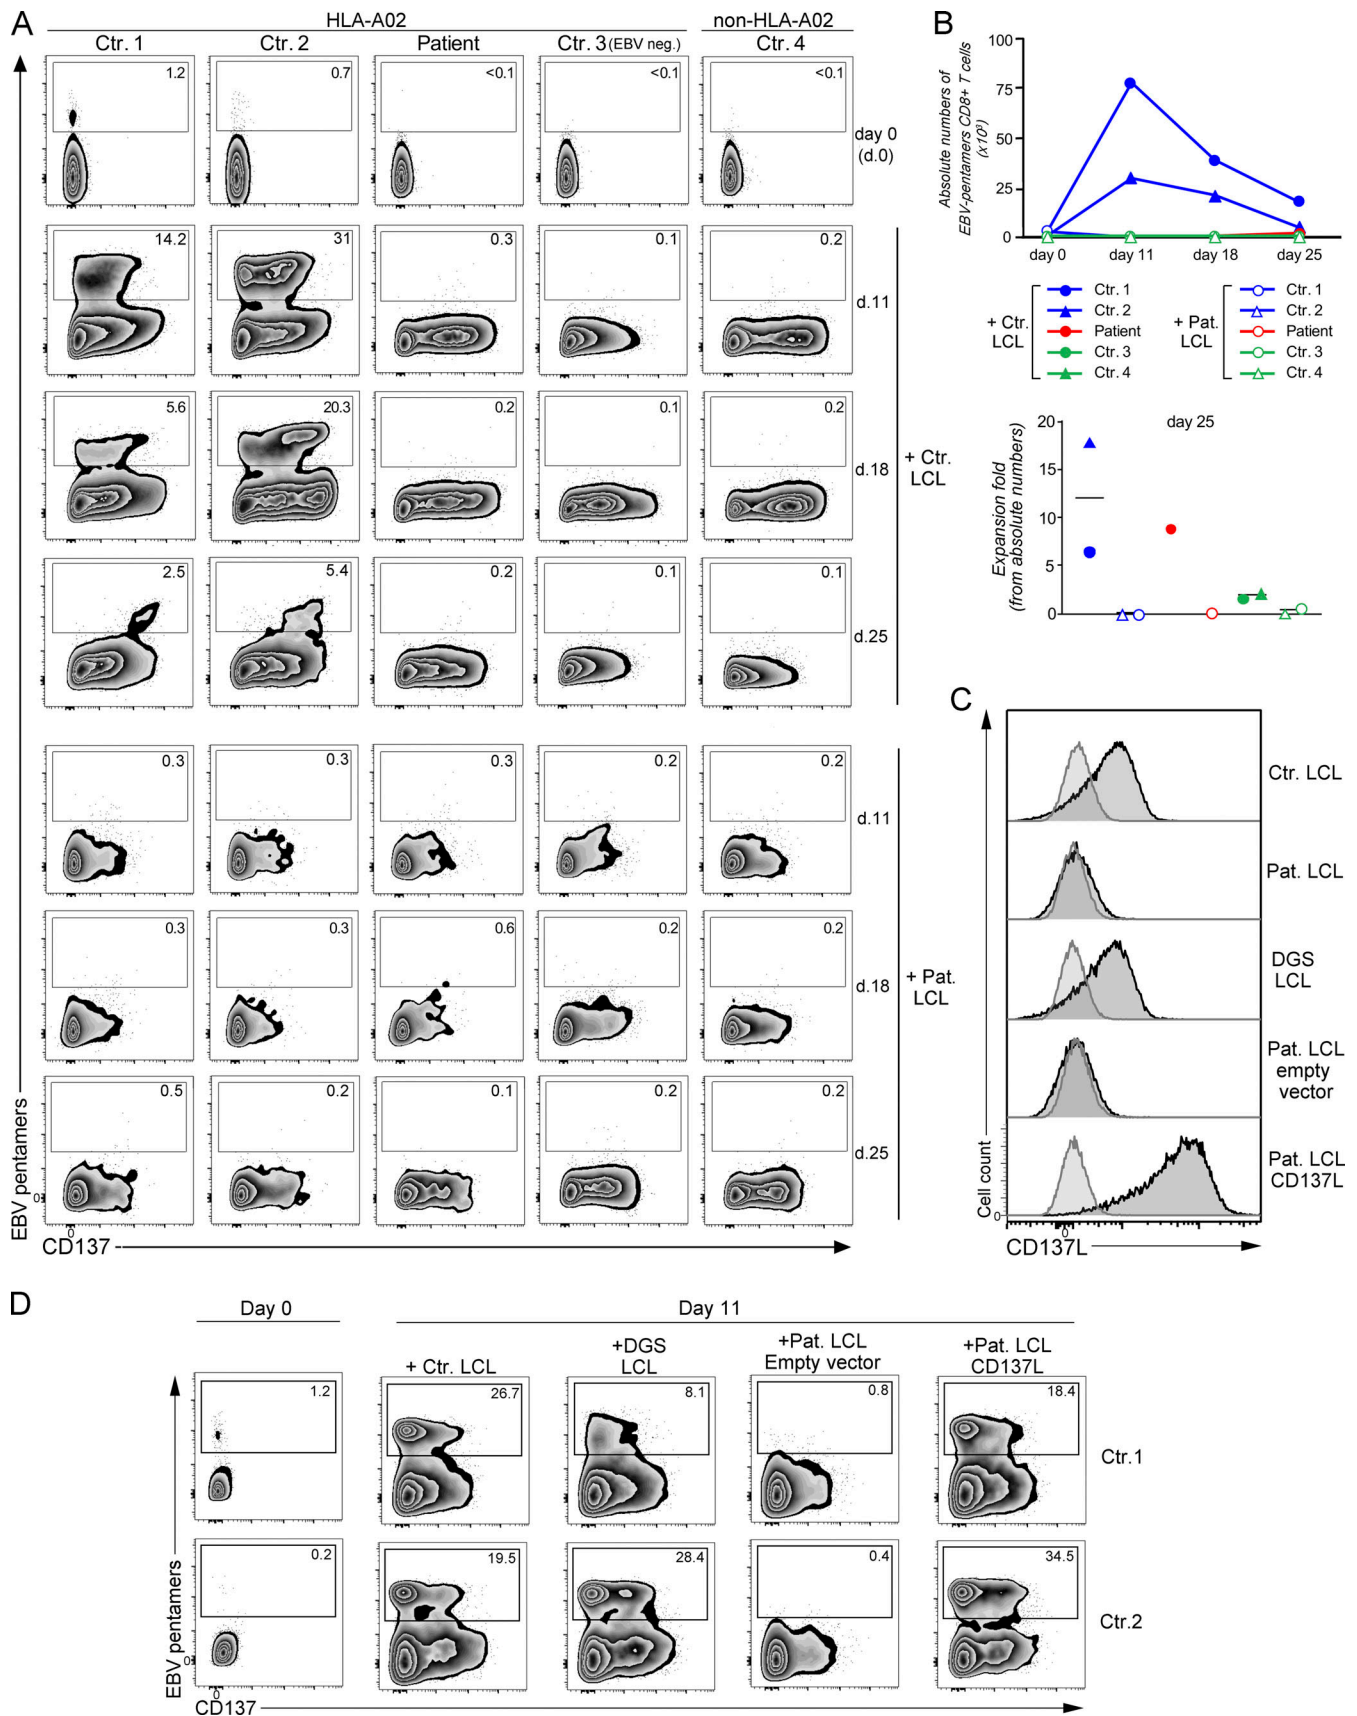 A
HLA-A02
non-HLA-A02
Ctr. 1
Ctr. 2
Patient
Ctr. 3 (EBV neg.)
Ctr. 4
1.2
0.7
<0.1
<0.1
<0.1
day 0
(d.0)
14.2
31
0.3
0.1
0.2
d.11
5.6
20.3
0.2
0.1
0.2
d.18
+ Ctr.
LCL
2.5
5.4
0.2
0.1
0.1
d.25
0.3
0.3
0.3
0.2
0.2
d.11
0.3
0.3
0.6
0.2
0.2
d.18
+ Pat.
LCL
0.5
0.2
0.1
0.2
0.2
d.25
EBV pentamers
0
0
CD137
B
Absolute numbers of
EBV-pentamers CD8+ T cells
(x10³)
100
75
50
25
0
day 0
day 11
day 18
day 25
+ Ctr.
LCL
Ctr. 1
Ctr. 2
Patient
Ctr. 3
Ctr. 4
+ Pat.
LCL
Ctr. 1
Ctr. 2
Patient
Ctr. 3
Ctr. 4
day 25
Expansion fold
(from absolute numbers)
20
15
10
5
0
C
Ctr. LCL
Pat. LCL
DGS
LCL
Pat. LCL
empty
vector
Pat. LCL
CD137L
Cell count
0
0
CD137L
D
Day 0
Day 11
+ Ctr. LCL
+DGS
LCL
+Pat. LCL
Empty vector
+Pat. LCL
CD137L
1.2
26.7
8.1
0.8
18.4
Ctr.1
0.2
19.5
28.4
0.4
34.5
Ctr.2
EBV pentamers
0
0
CD137